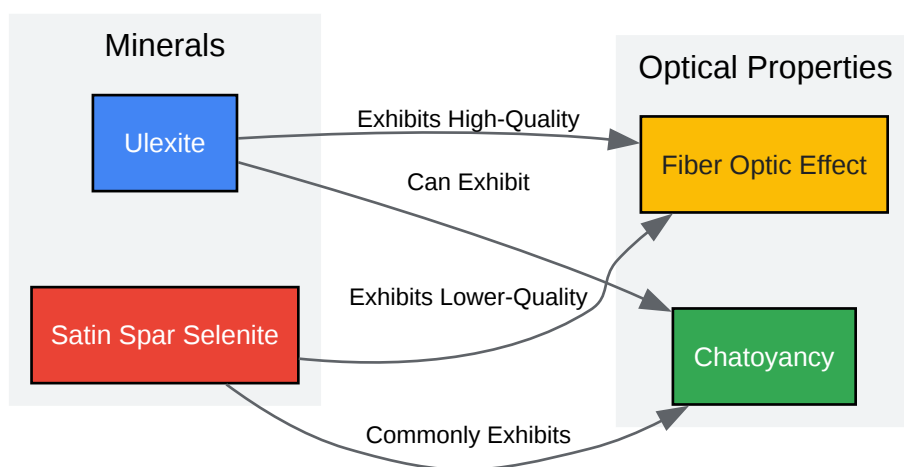 Minerals
Optical Properties
Ulexite
Exhibits High-Quality
Fiber Optic Effect
Can Exhibit
Exhibits Lower-Quality
Satin Spar Selenite
Chatoyancy
Commonly Exhibits